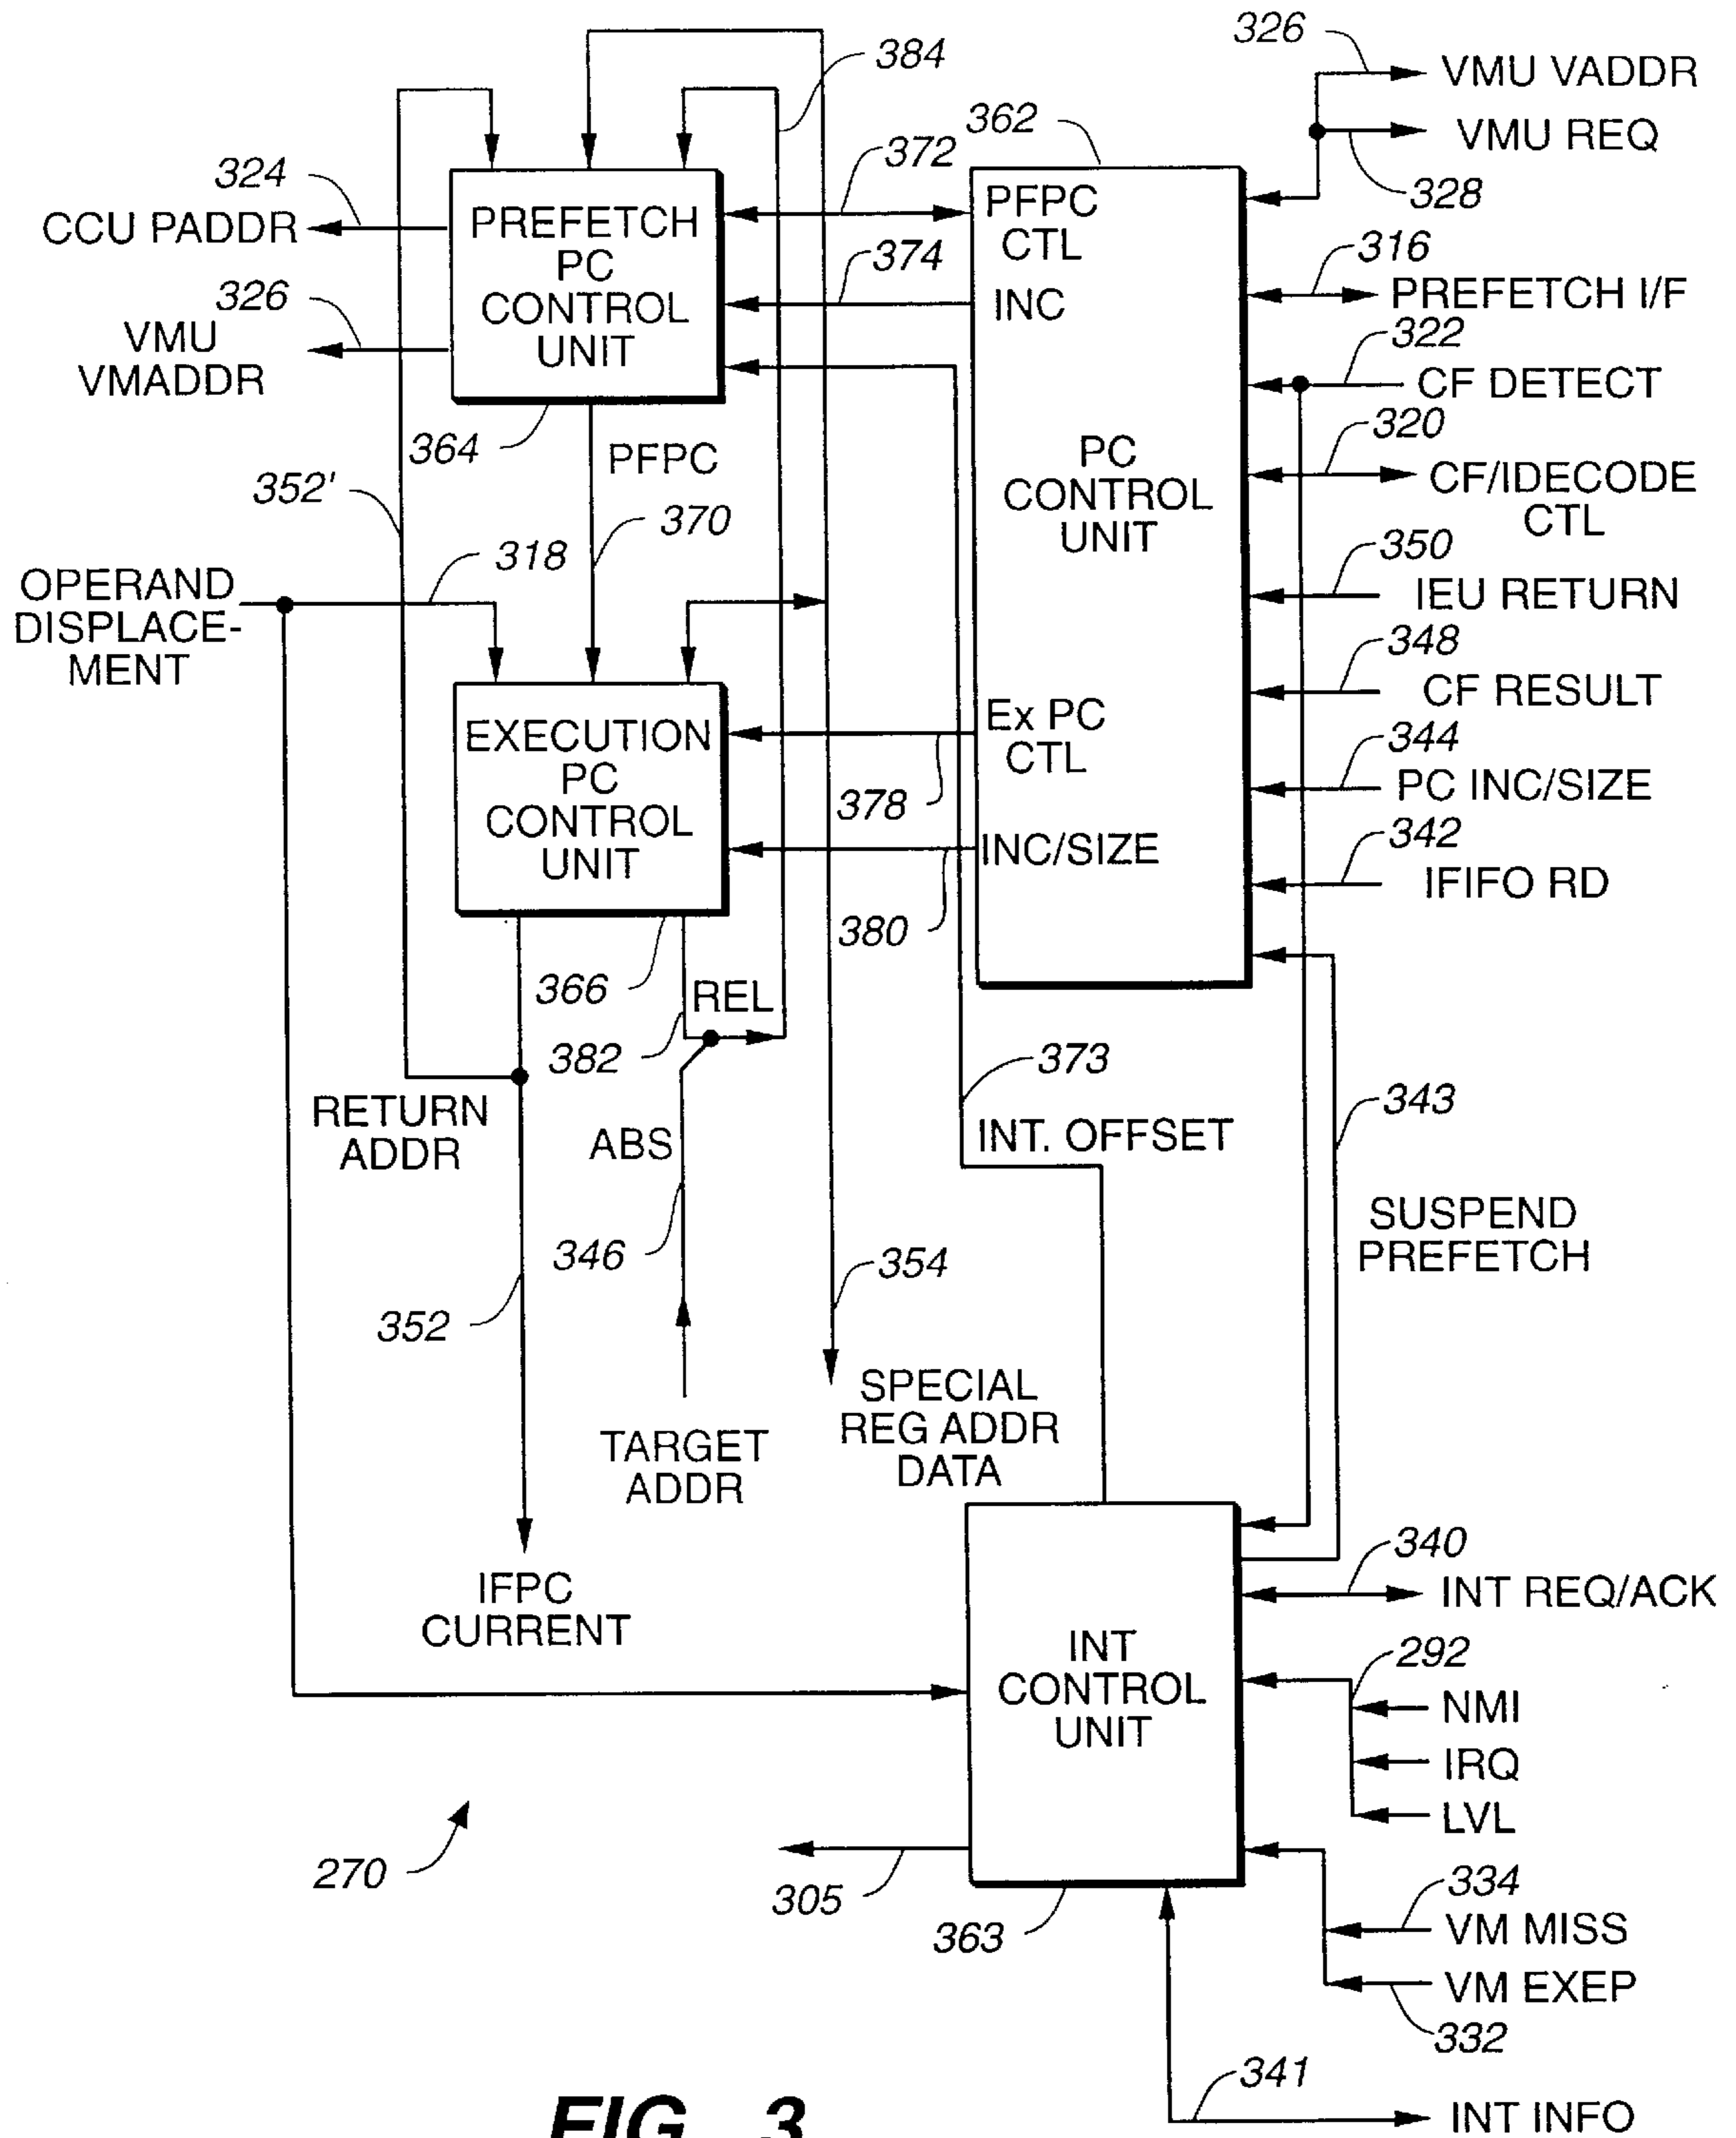 326
VMU VADDR
384
362
VMU REQ
372
328
324
CCU PADDR
PREFETCH
PC
CONTROL
UNIT
PFPC
CTL
374
INC
316
PREFETCH I/F
326
VMU
VMADDR
322
CF DETECT
364
PFPC
352'
370
PC
CONTROL
UNIT
320
CF/IDECODE
CTL
318
OPERAND
DISPLACE-
MENT
350
IEU RETURN
348
CF RESULT
EXECUTION
PC
CONTROL
UNIT
Ex PC
CTL
344
PC INC/SIZE
378
INC/SIZE
342
IFIFO RD
380
366
REL
382
373
343
RETURN
ADDR
ABS
INT. OFFSET
346
354
SUSPEND
PREFETCH
352
TARGET
ADDR
SPECIAL
REG ADDR
DATA
IFPC
CURRENT
340
INT REQ/ACK
INT
CONTROL
UNIT
292
NMI
IRQ
LVL
270
305
363
334
VM MISS
VM EXEP
332
341
INT INFO
FIG_3